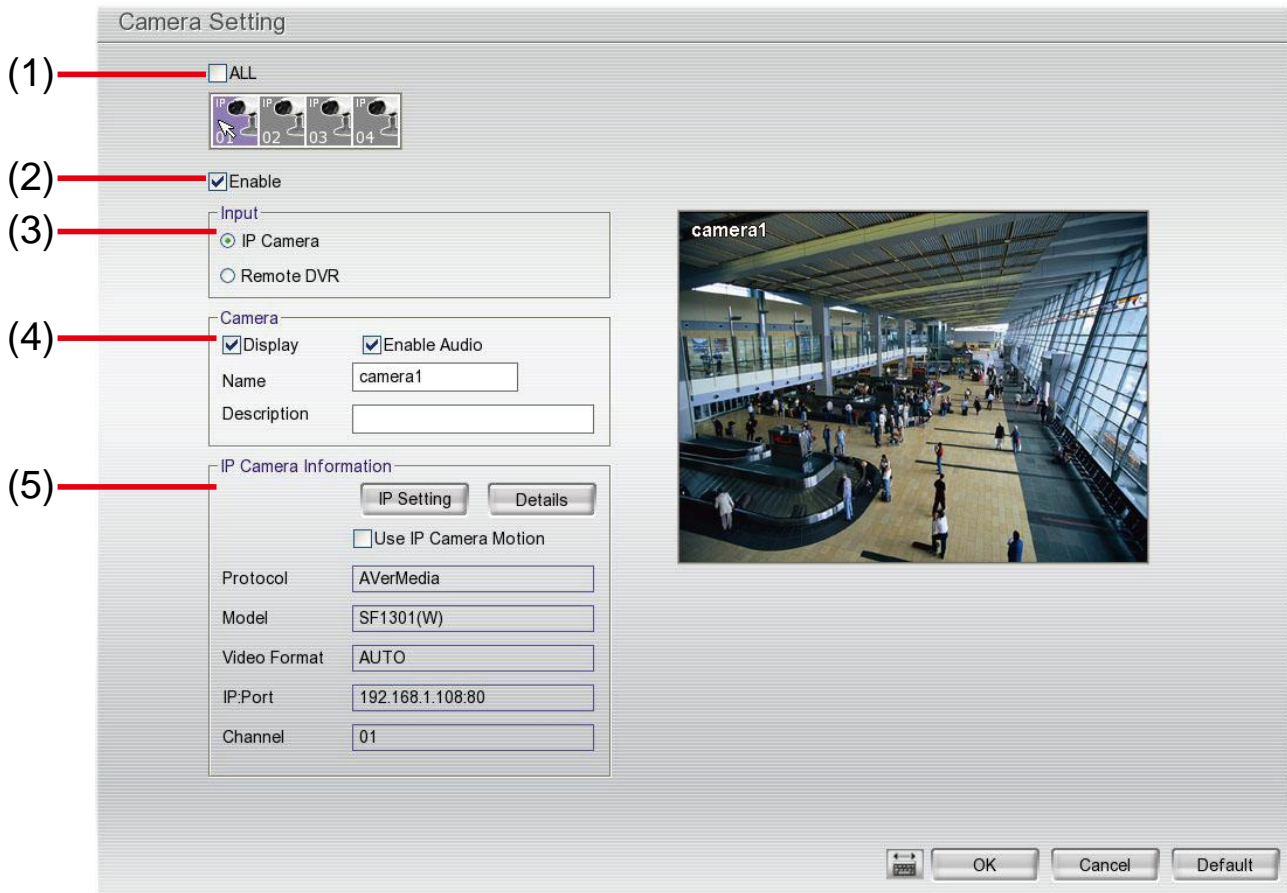 Camera Setting
(1)
ALL
IP IP IP IP
01 02 03 04
(2)
Enable
(3)
Input
IP Camera
Remote DVR
(4)
Camera
Display Enable Audio
Name camera1
Description
(5)
IP Camera Information
IP Setting Details
Use IP Camera Motion
Protocol AVerMedia
Model SF1301(W)
Video Format AUTO
IP:Port 192.168.1.108:80
Channel 01
camera1
OK Cancel Default